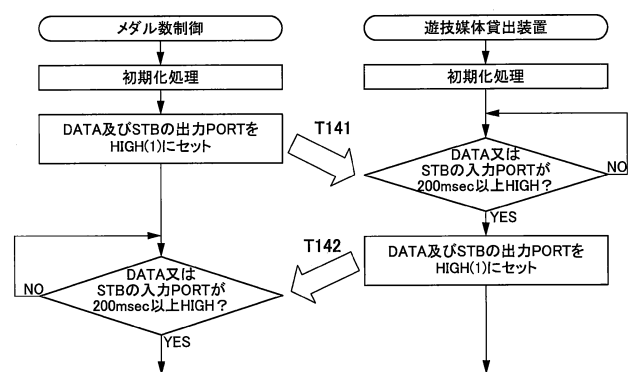 メダル数制御
初期化処理
DATA及びSTBの出力PORTを
HIGH(1)にセット
T141
遊技媒体貸出装置
初期化処理
DATA又は
STBの入力PORTが
200msec以上HIGH?
NO
YES
T142
DATA及びSTBの出力PORTを
HIGH(1)にセット
DATA又は
STBの入力PORTが
200msec以上HIGH?
NO
YES